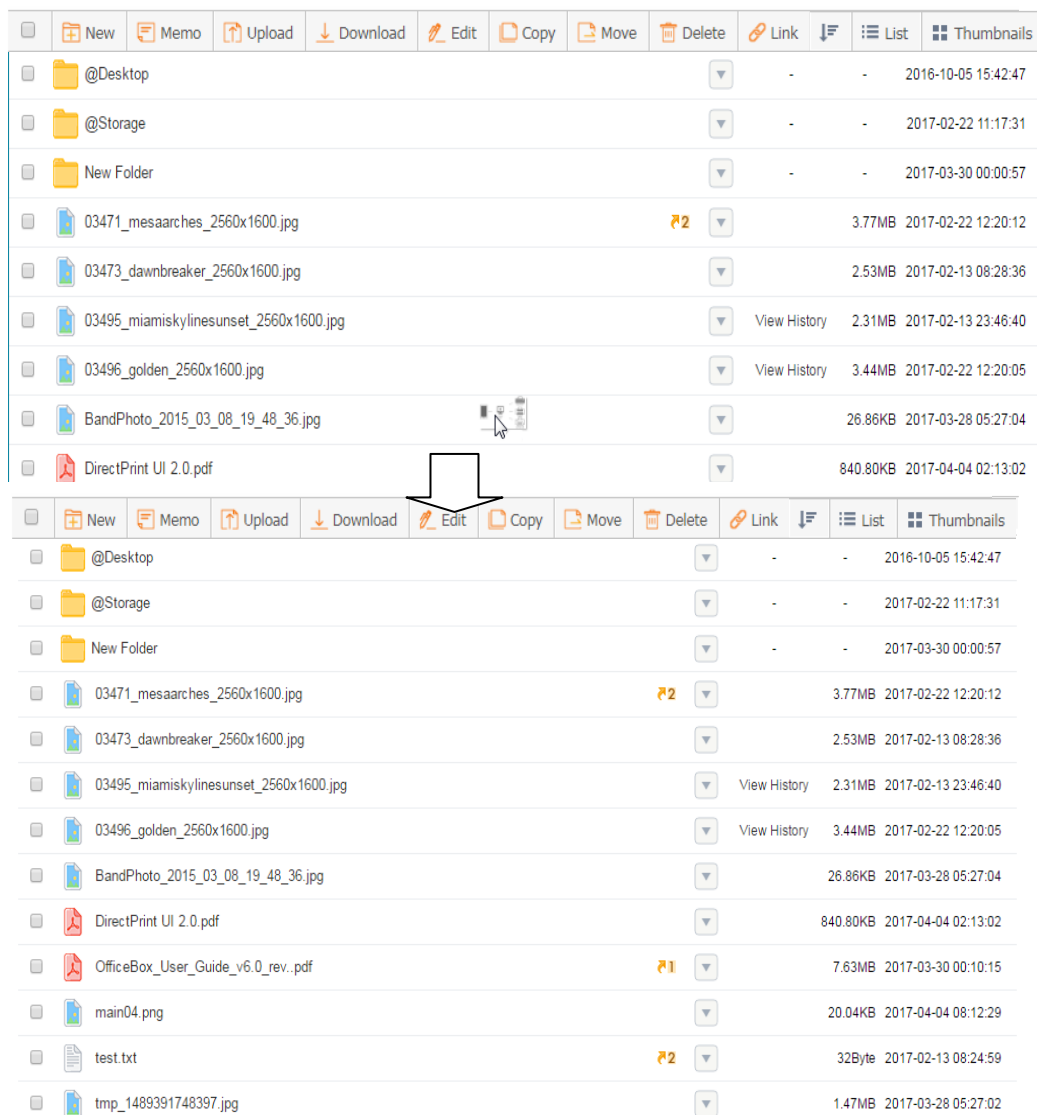 New Memo Upload Download Edit Copy Move Delete Link List Thumbnails
@Desktop - - 2016-10-05 15:42:47
@Storage - - 2017-02-22 11:17:31
New Folder - - 2017-03-30 00:00:57
03471_mesaarches_2560x1600.jpg 2 3.77MB 2017-02-22 12:20:12
03473_dawnbreaker_2560x1600.jpg 2.53MB 2017-02-13 08:28:36
03495_miamiskylinesunset_2560x1600.jpg View History 2.31MB 2017-02-13 23:46:40
03496_golden_2560x1600.jpg View History 3.44MB 2017-02-22 12:20:05
BandPhoto_2015_03_08_19_48_36.jpg 26.86KB 2017-03-28 05:27:04
DirectPrint UI 2.0.pdf 840.80KB 2017-04-04 02:13:02
New Memo Upload Download Edit Copy Move Delete Link List Thumbnails
@Desktop - - 2016-10-05 15:42:47
@Storage - - 2017-02-22 11:17:31
New Folder - - 2017-03-30 00:00:57
03471_mesaarches_2560x1600.jpg 2 3.77MB 2017-02-22 12:20:12
03473_dawnbreaker_2560x1600.jpg 2.53MB 2017-02-13 08:28:36
03495_miamiskylinesunset_2560x1600.jpg View History 2.31MB 2017-02-13 23:46:40
03496_golden_2560x1600.jpg View History 3.44MB 2017-02-22 12:20:05
BandPhoto_2015_03_08_19_48_36.jpg 26.86KB 2017-03-28 05:27:04
DirectPrint UI 2.0.pdf 840.80KB 2017-04-04 02:13:02
OfficeBox_User_Guide_v6.0_rev..pdf 1 7.63MB 2017-03-30 00:10:15
main04.png 20.04KB 2017-04-04 08:12:29
test.txt 2 32Byte 2017-02-13 08:24:59
tmp_1489391748397.jpg 1.47MB 2017-03-28 05:27:02